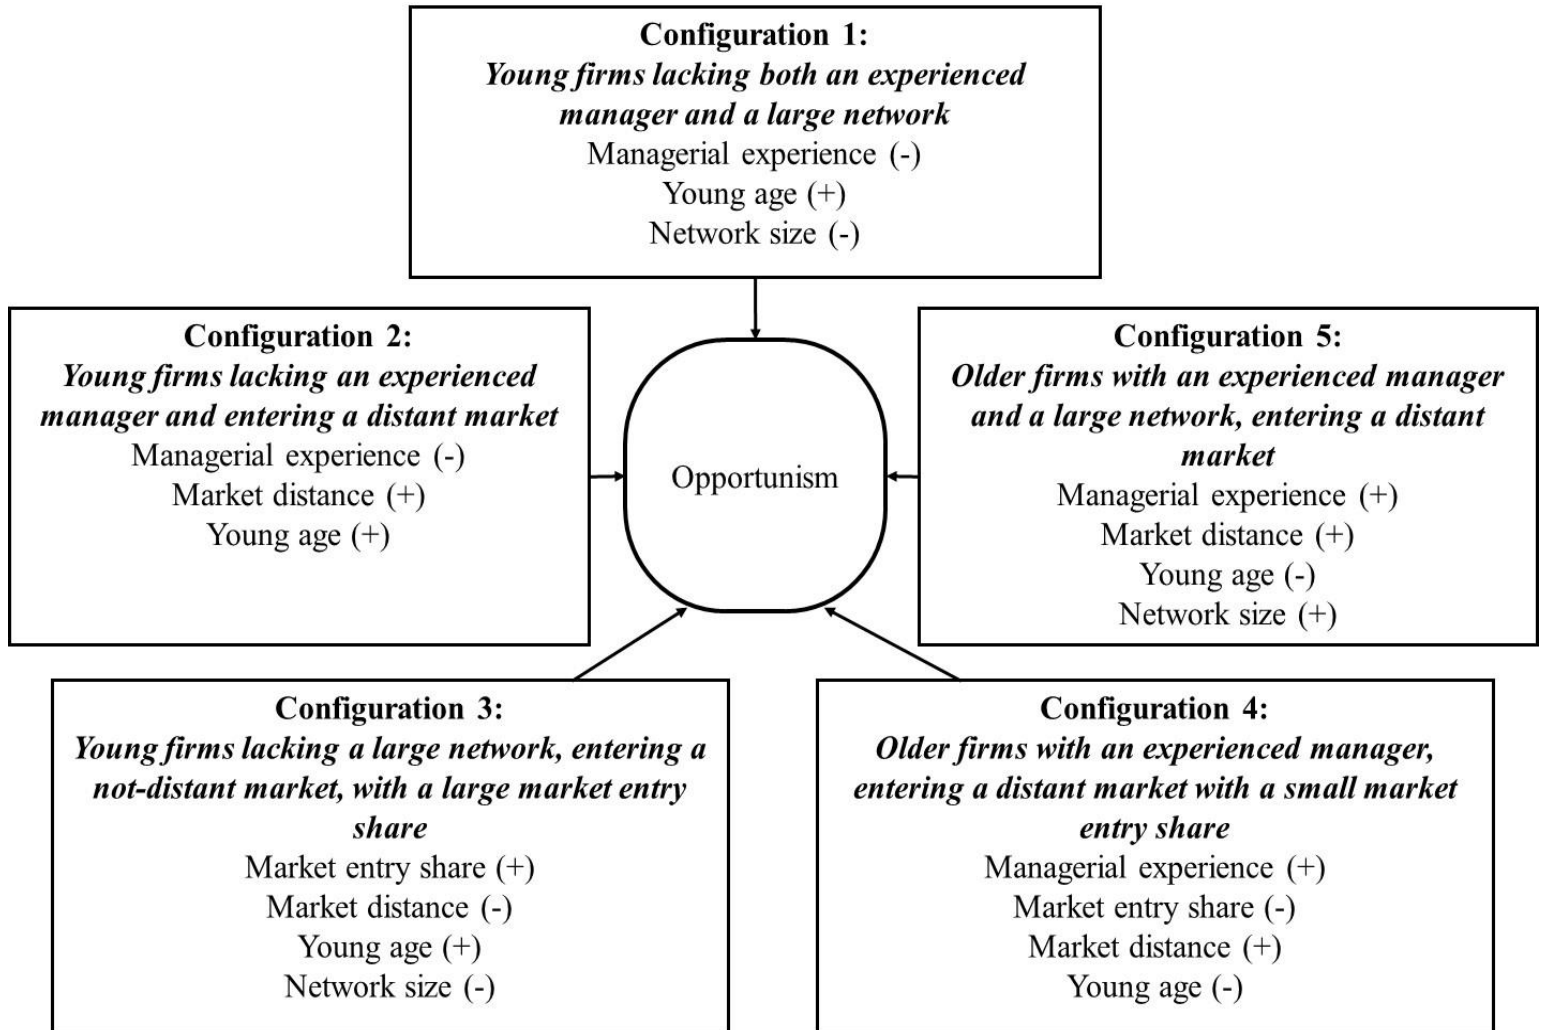 Configuration 1:
Young firms lacking both an experienced
manager and a large network
Managerial experience (-)
Young age (+)
Network size (-)
Configuration 2:
Young firms lacking an experienced
manager and entering a distant market
Managerial experience (-)
Market distance (+)
Young age (+)
Opportunism
Configuration 5:
Older firms with an experienced manager
and a large network, entering a distant
market
Managerial experience (+)
Market distance (+)
Young age (-)
Network size (+)
Configuration 3:
Young firms lacking a large network, entering a
not-distant market, with a large market entry
share
Market entry share (+)
Market distance (-)
Young age (+)
Network size (-)
Configuration 4:
Older firms with an experienced manager,
entering a distant market with a small market
entry share
Managerial experience (+)
Market entry share (-)
Market distance (+)
Young age (-)